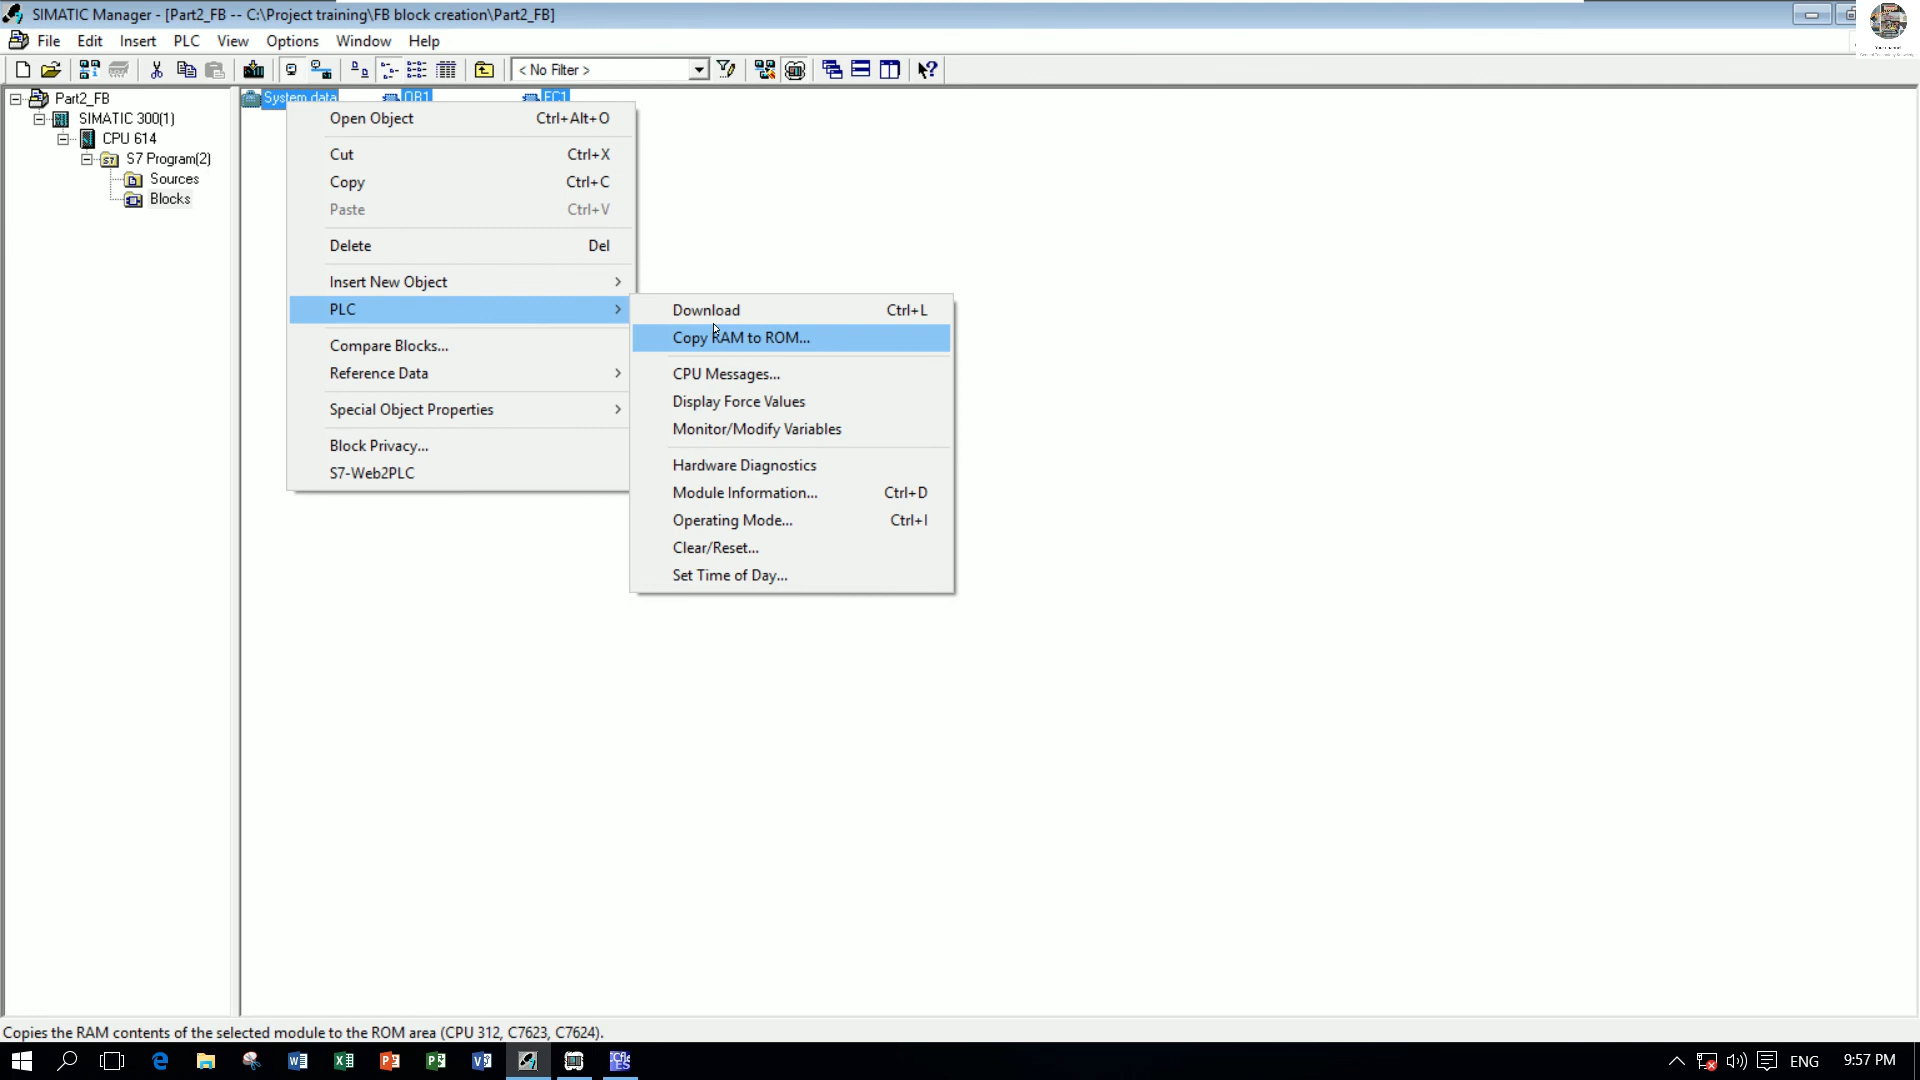 SIMATIC Manager - [Part2_FB -- C:\Project training\FB block creation\Part2_FB]
File Edit Insert PLC View Options Window Help
< No Filter >
Part2_FB
SIMATIC 300(1)
CPU 614
S7 Program(2)
Sources
Blocks
System data OB1 FC1
Open Object Ctrl+Alt+O
Cut Ctrl+X
Copy Ctrl+C
Paste Ctrl+V
Delete Del
Insert New Object
PLC
Compare Blocks...
Reference Data
Special Object Properties
Block Privacy...
S7-Web2PLC
Download Ctrl+L
Copy RAM to ROM...
CPU Messages...
Display Force Values
Monitor/Modify Variables
Hardware Diagnostics
Module Information... Ctrl+D
Operating Mode... Ctrl+I
Clear/Reset...
Set Time of Day...
Copies the RAM contents of the selected module to the ROM area (CPU 312, C7623, C7624).
ENG 9:57 PM